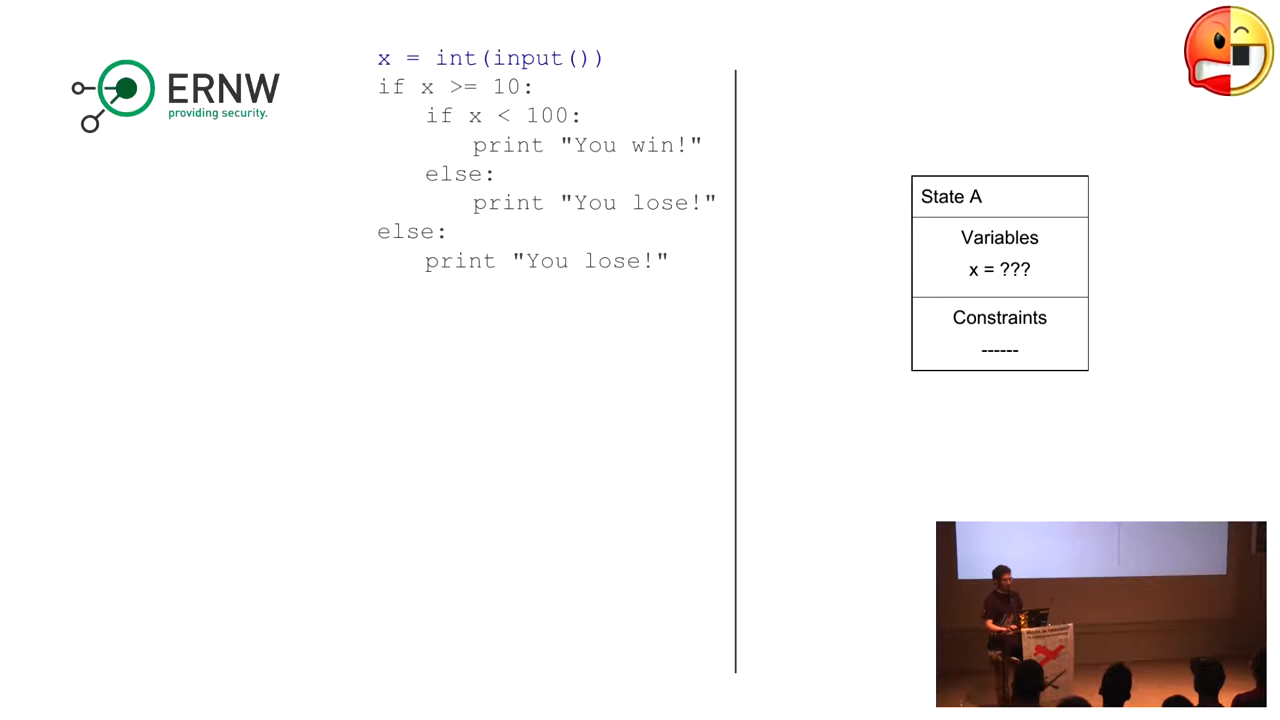 ERNW
providing security.
x = int(input())
if x >= 10:
if x < 100:
print "You win!"
else:
print "You lose!"
else:
print "You lose!"
State A
Variables
x = ???
Constraints
------